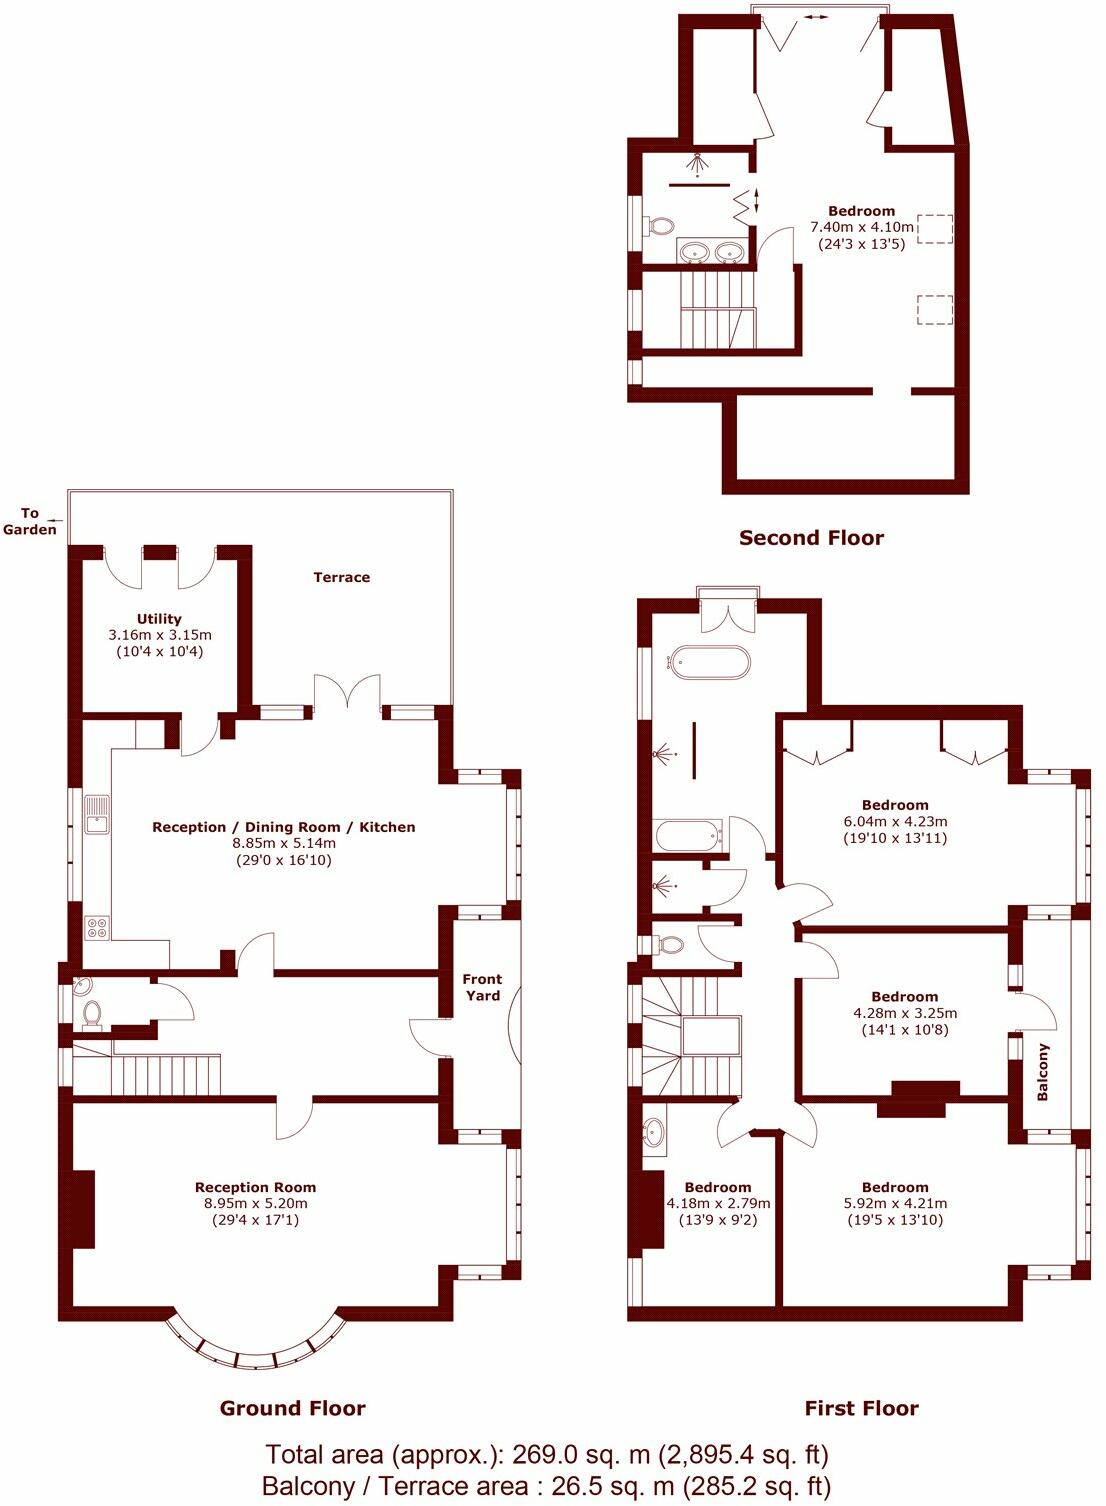 Bedroom
7.40m x 4.10m
(24'3 x 13'5)
Second Floor
To
Garden
Terrace
Utility
3.16m x 3.15m
(10'4 x 10'4)
Reception / Dining Room / Kitchen
8.85m x 5.14m
(29'0 x 16'10)
Front
Yard
Reception Room
8.95m x 5.20m
(29'4 x 17'1)
Ground Floor
Bedroom
6.04m x 4.23m
(19'10 x 13'11)
Bedroom
4.28m x 3.25m
(14'1 x 10'8)
Balcony
Bedroom
4.18m x 2.79m
(13'9 x 9'2)
Bedroom
5.92m x 4.21m
(19'5 x 13'10)
First Floor
Total area (approx.): 269.0 sq. m (2,895.4 sq. ft)
Balcony / Terrace area : 26.5 sq. m (285.2 sq. ft)